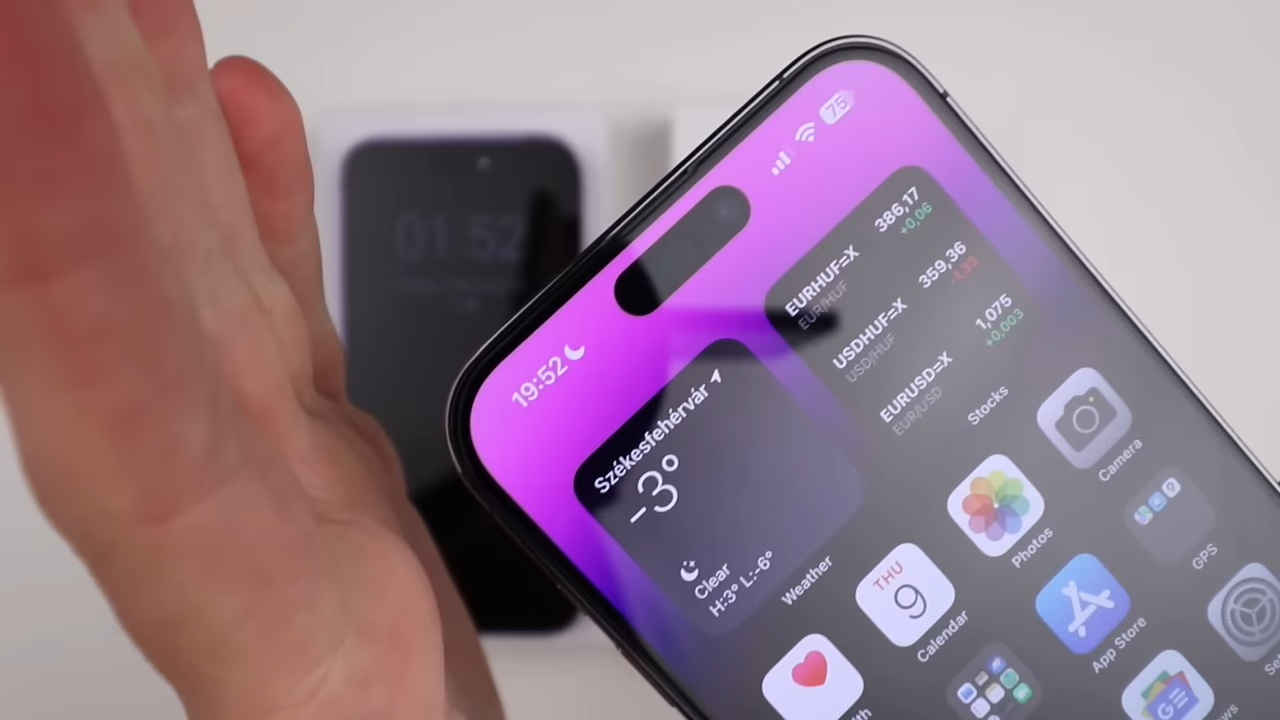 01 52
19:52
75
Székesfehérvár
-3°
Clear
H:3° L:-6°
Weather
EURHUF=X 386,17
EUR/HUF +0,06
USDHUF=X 359,36
USD/HUF -1,33
EURUSD=X 1,075
EUR/USD +0,003
Stocks
THU
9
Calendar
Photos
Camera
App Store
GPS